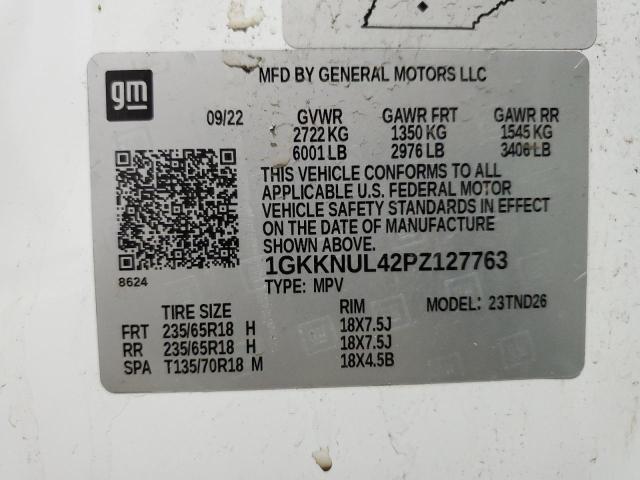 gm
MFD BY GENERAL MOTORS LLC
09/22 GVWR GAWR FRT GAWR RR
2722 KG 1350 KG 1545 KG
6001 LB 2976 LB 3406 LB
THIS VEHICLE CONFORMS TO ALL
APPLICABLE U.S. FEDERAL MOTOR
VEHICLE SAFETY STANDARDS IN EFFECT
ON THE DATE OF MANUFACTURE
SHOWN ABOVE.
1GKKNUL42PZ127763
8624
TYPE: MPV MODEL: 23TND26
TIRE SIZE RIM
FRT 235/65R18 H 18X7.5J
RR 235/65R18 H 18X7.5J
SPA T135/70R18 M 18X4.5B